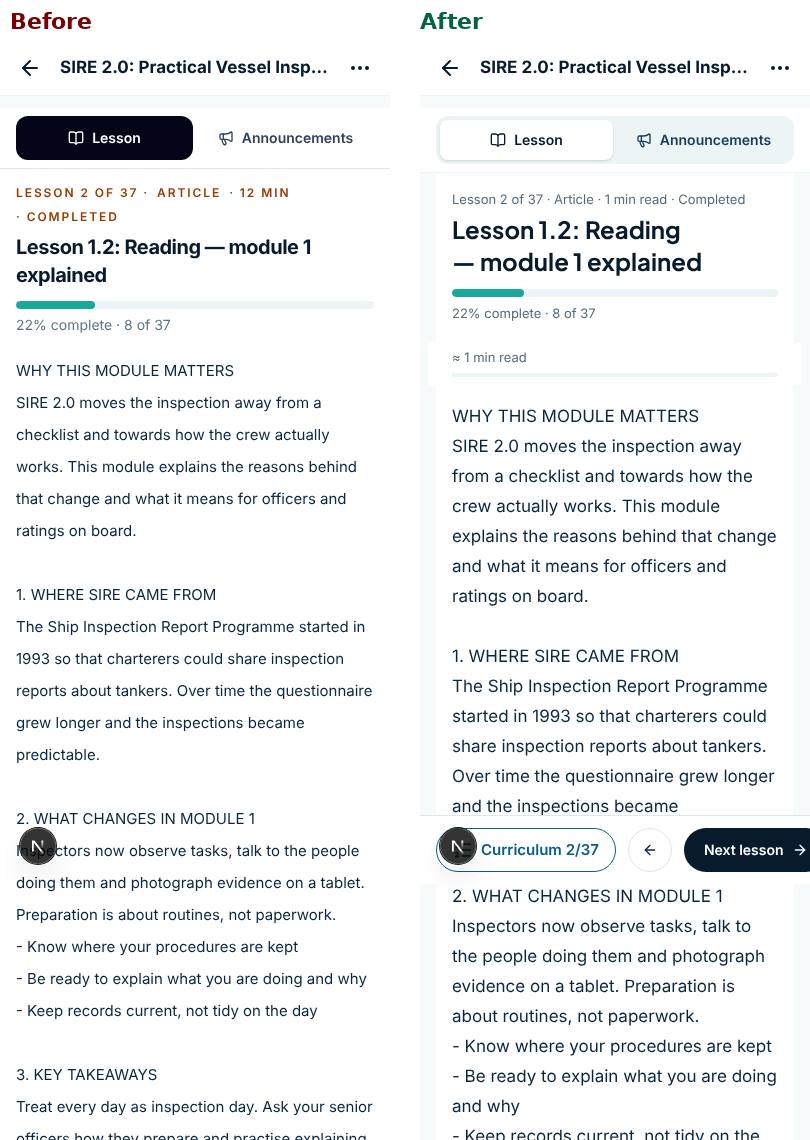 Before
SIRE 2.0: Practical Vessel Insp...
Lesson
Announcements
LESSON 2 OF 37 · ARTICLE · 12 MIN
· COMPLETED
Lesson 1.2: Reading — module 1
explained
22% complete · 8 of 37
WHY THIS MODULE MATTERS
SIRE 2.0 moves the inspection away from a
checklist and towards how the crew actually
works. This module explains the reasons behind
that change and what it means for officers and
ratings on board.
1. WHERE SIRE CAME FROM
The Ship Inspection Report Programme started in
1993 so that charterers could share inspection
reports about tankers. Over time the questionnaire
grew longer and the inspections became
predictable.
2. WHAT CHANGES IN MODULE 1
Inspectors now observe tasks, talk to the people
doing them and photograph evidence on a tablet.
Preparation is about routines, not paperwork.
- Know where your procedures are kept
- Be ready to explain what you are doing and why
- Keep records current, not tidy on the day
3. KEY TAKEAWAYS
Treat every day as inspection day. Ask your senior
officers how they prepare and practise explaining
N
After
SIRE 2.0: Practical Vessel Insp...
Lesson
Announcements
Lesson 2 of 37 · Article · 1 min read · Completed
Lesson 1.2: Reading
— module 1 explained
22% complete · 8 of 37
≈ 1 min read
WHY THIS MODULE MATTERS
SIRE 2.0 moves the inspection away
from a checklist and towards how the
crew actually works. This module
explains the reasons behind that change
and what it means for officers and
ratings on board.
1. WHERE SIRE CAME FROM
The Ship Inspection Report Programme
started in 1993 so that charterers could
share inspection reports about tankers.
Over time the questionnaire grew longer
and the inspections became
N
Curriculum 2/37
Next lesson
2. WHAT CHANGES IN MODULE 1
Inspectors now observe tasks, talk to
the people doing them and photograph
evidence on a tablet. Preparation is
about routines, not paperwork.
- Know where your procedures are kept
- Be ready to explain what you are doing
and why
- Keep records current, not tidy on the